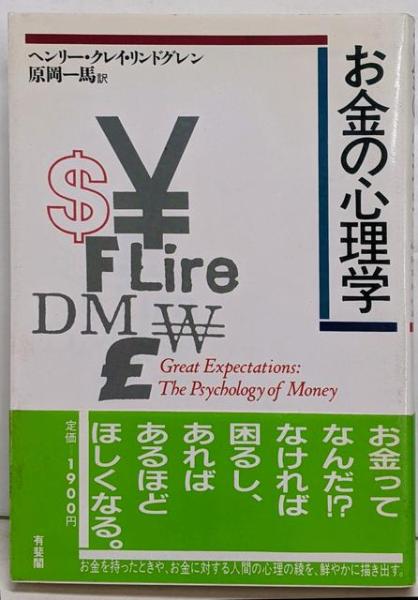 ヘンリー・クレイ・リンドグレン
原岡一馬訳
お金の心理学
$¥
F Lire
DM ₩
£
Great Expectations:
The Psychology of Money
お金って
なんだ!?
なければ
困るし、
あれば
あるほど
ほしくなる。
定価 1900円
有斐閣
お金を持ったときや、お金に対する人間の心理の綾を、鮮やかに描き出す。